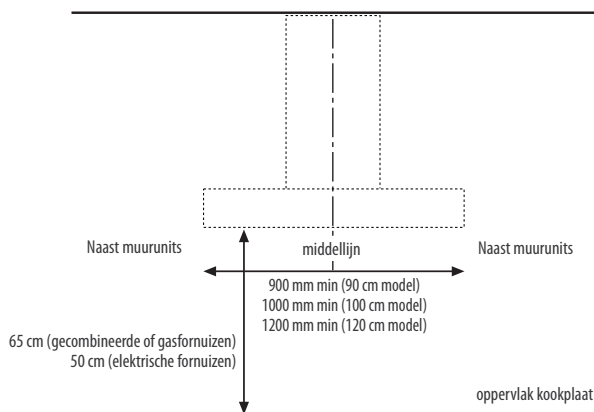 Naast muurunits
middellijn
Naast muurunits
900 mm min (90 cm model)
1000 mm min (100 cm model)
1200 mm min (120 cm model)
65 cm (gecombineerde of gasfornuizen)
50 cm (elektrische fornuizen)
oppervlak kookplaat